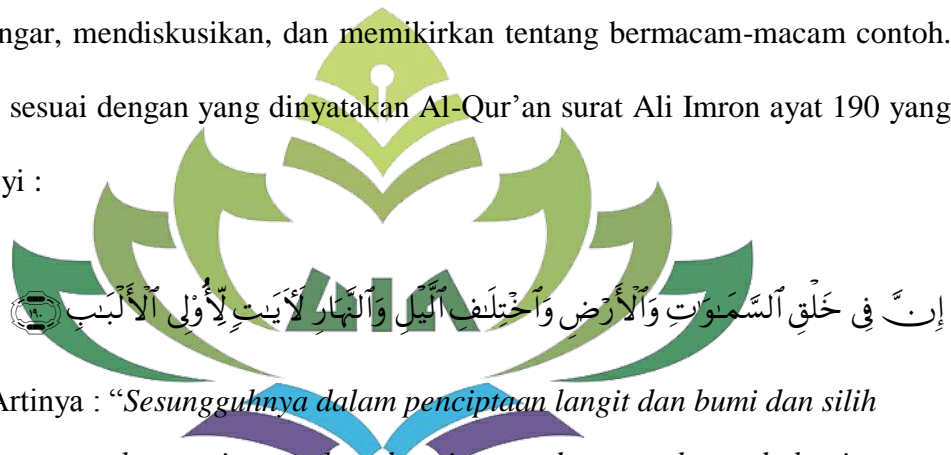 ngar, mendiskusikan, dan memikirkan tentang bermacam-macam contoh.
sesuai dengan yang dinyatakan Al-Qur’an surat Ali Imron ayat 190 yang
yi :
إِنَّ فِى خَلْقِ ٱلسَّمَـٰوَٰتِ وَٱلْأَرْضِ وَٱخْتِلَـٰفِ ٱلَّيْلِ وَٱلنَّهَارِ لَـَٔايَـٰتٍ لِّأُو۟لِى ٱلْأَلْبَـٰبِ ١٩٠
Artinya : “Sesungguhnya dalam penciptaan langit dan bumi dan silih